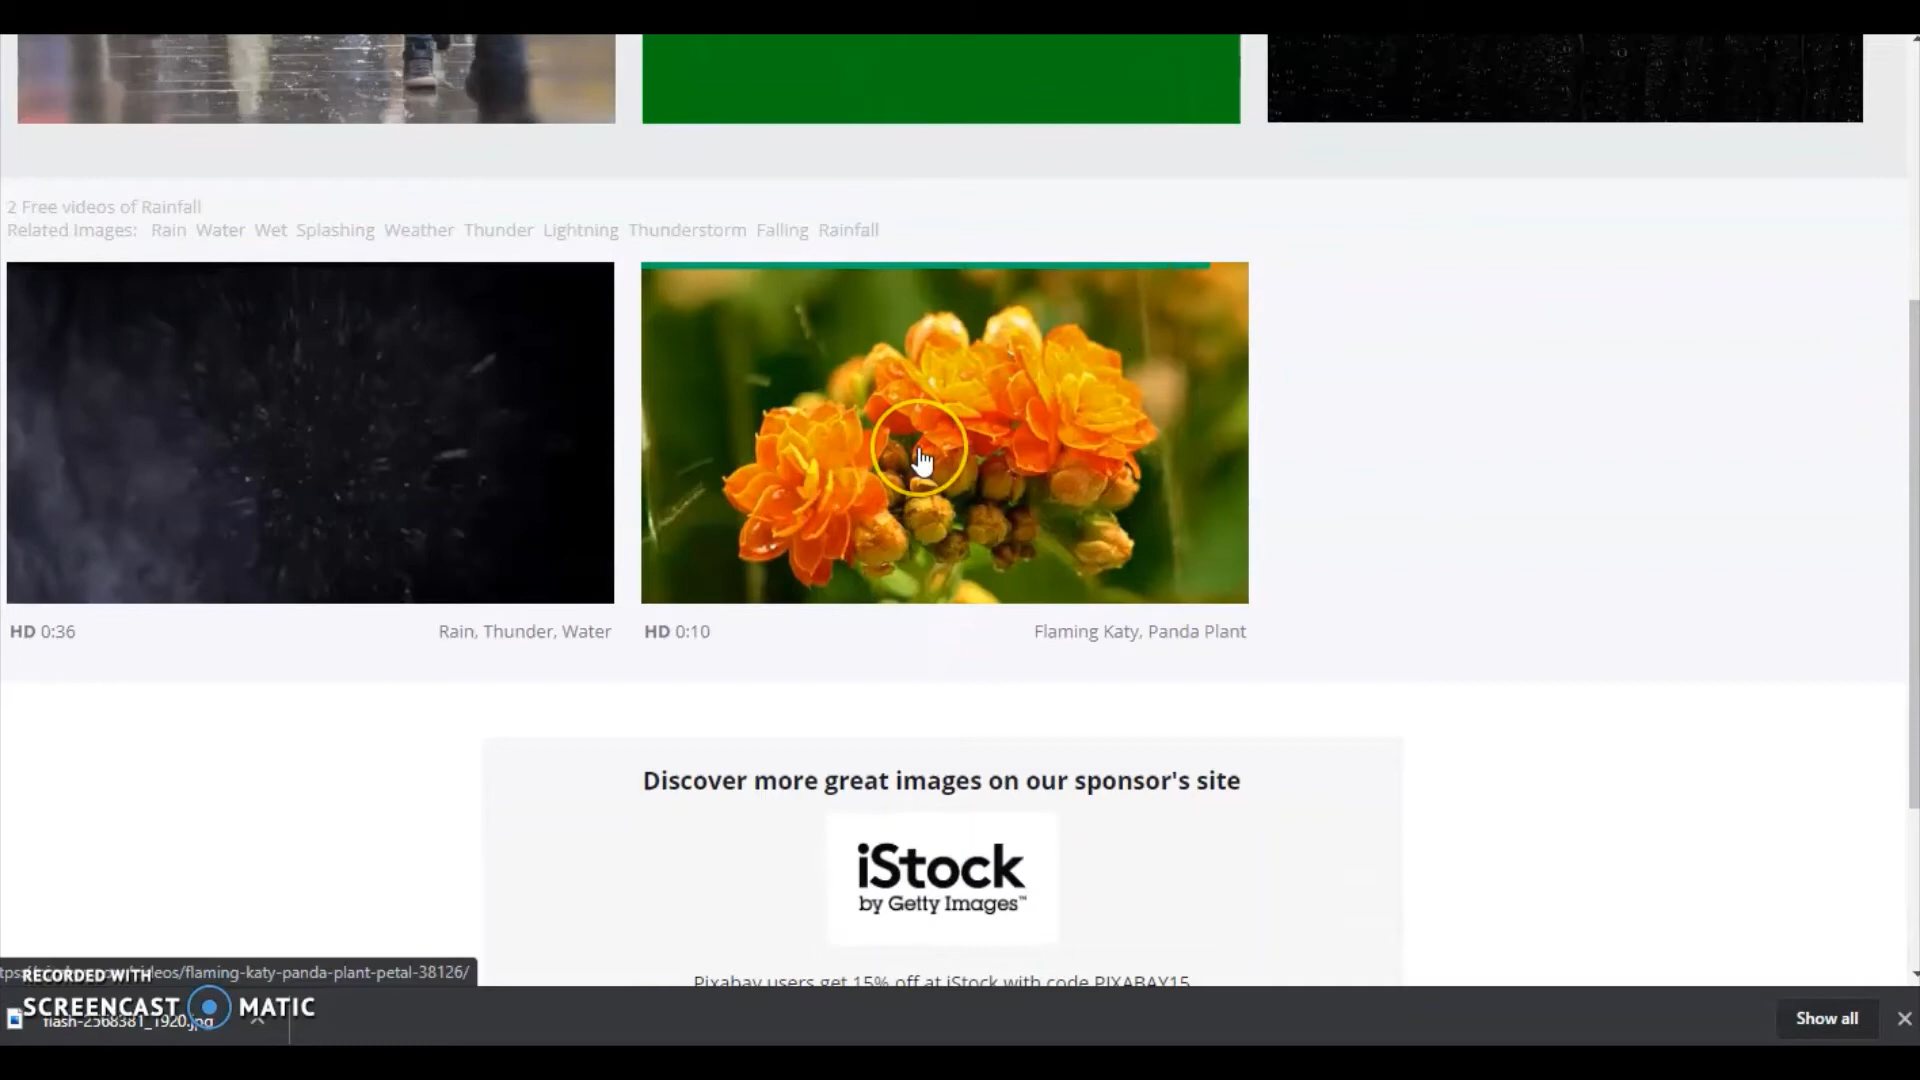 2 Free videos of Rainfall
Related Images: Rain Water Wet Splashing Weather Thunder Lightning Thunderstorm Falling Rainfall
HD 0:36
Rain, Thunder, Water
HD 0:10
Flaming Katy, Panda Plant
Discover more great images on our sponsor's site
iStock
by Getty Images™
Pixabay users get 15% off at iStock with code PIXABAY15
/flaming-katy-panda-plant-petal-38126/
RECORDED WITH
SCREENCAST MATIC
flash-2568381_1920.jpg
Show all